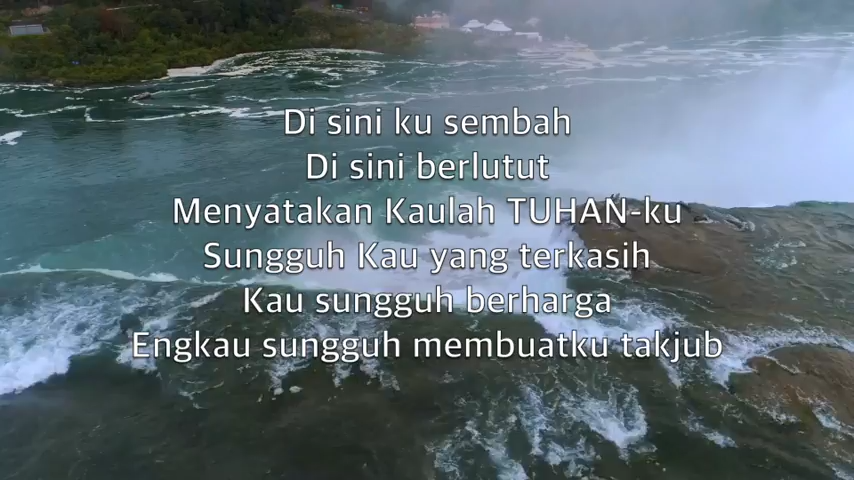 Di sini ku sembah
Di sini berlutut
Menyatakan Kaulah TUHAN-ku
Sungguh Kau yang terkasih
Kau sungguh berharga
Engkau sungguh membuatku takjub